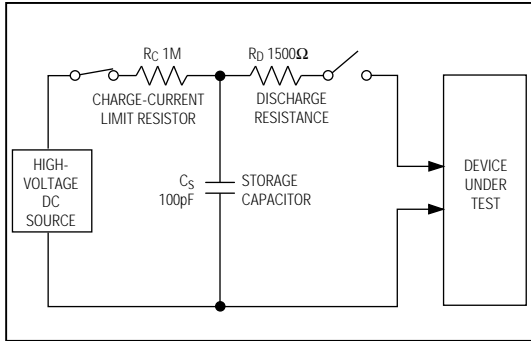 RC 1M
CHARGE-CURRENT
LIMIT RESISTOR
RD 1500Ω
DISCHARGE
RESISTANCE
HIGH-
VOLTAGE
DC
SOURCE
CS
100pF
STORAGE
CAPACITOR
DEVICE
UNDER
TEST